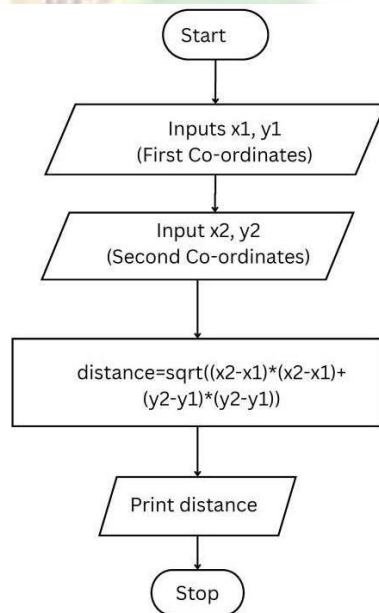 Start
Inputs x1, y1
(First Co-ordinates)
Input x2, y2
(Second Co-ordinates)
distance=sqrt((x2-x1)*(x2-x1)+
(y2-y1)*(y2-y1))
Print distance
Stop